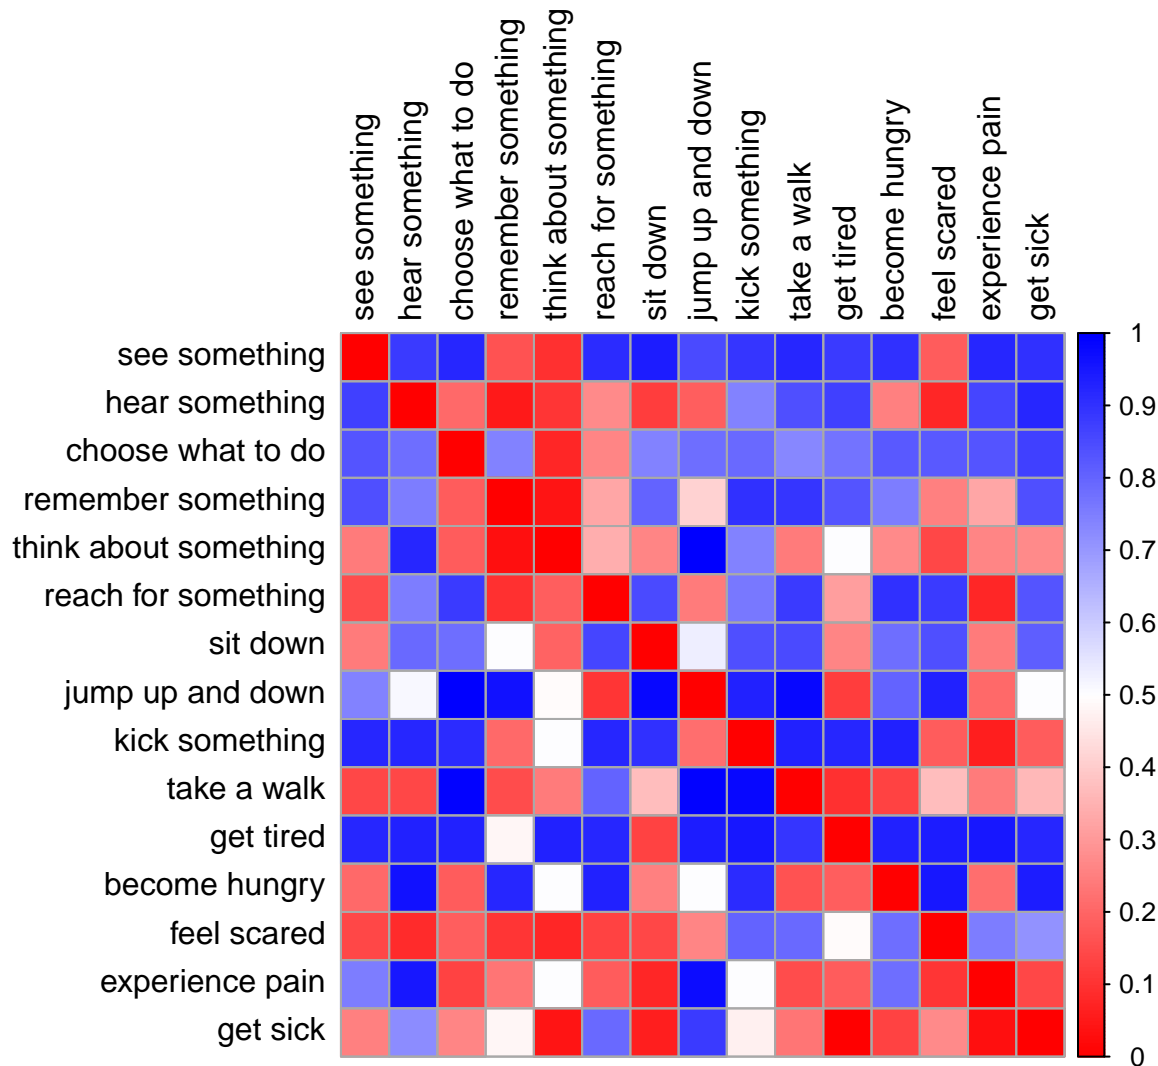 see something
hear something
choose what to do
remember something
think about something
reach for something
sit down
jump up and down
kick something
take a walk
get tired
become hungry
feel scared
experience pain
get sick
see something
hear something
choose what to do
remember something
think about something
reach for something
sit down
jump up and down
kick something
take a walk
get tired
become hungry
feel scared
experience pain
get sick
1
0.9
0.8
0.7
0.6
0.5
0.4
0.3
0.2
0.1
0